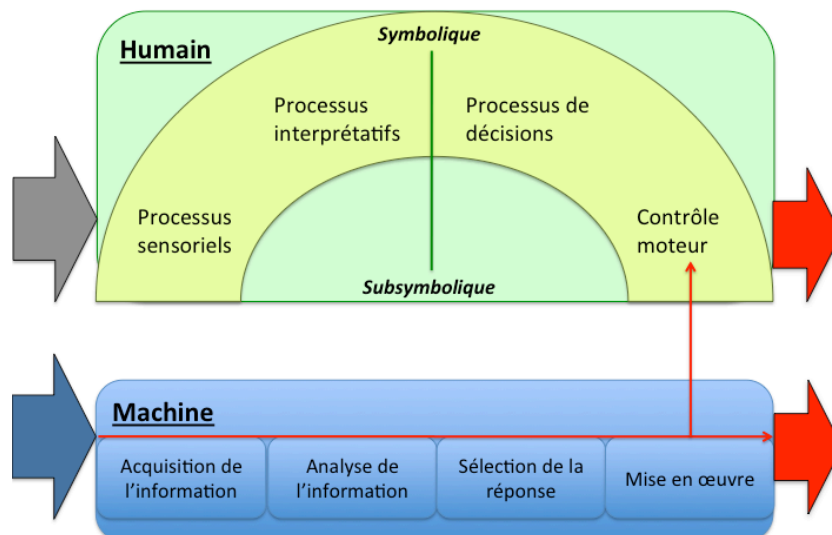 Symbolique
Humain
Processus
interprétatifs
Processus de
décisions
Processus
sensoriels
Contrôle
moteur
Subsymbolique
Machine
Acquisition de
l'information
Analyse de
l'information
Sélection de la
réponse
Mise en œuvre